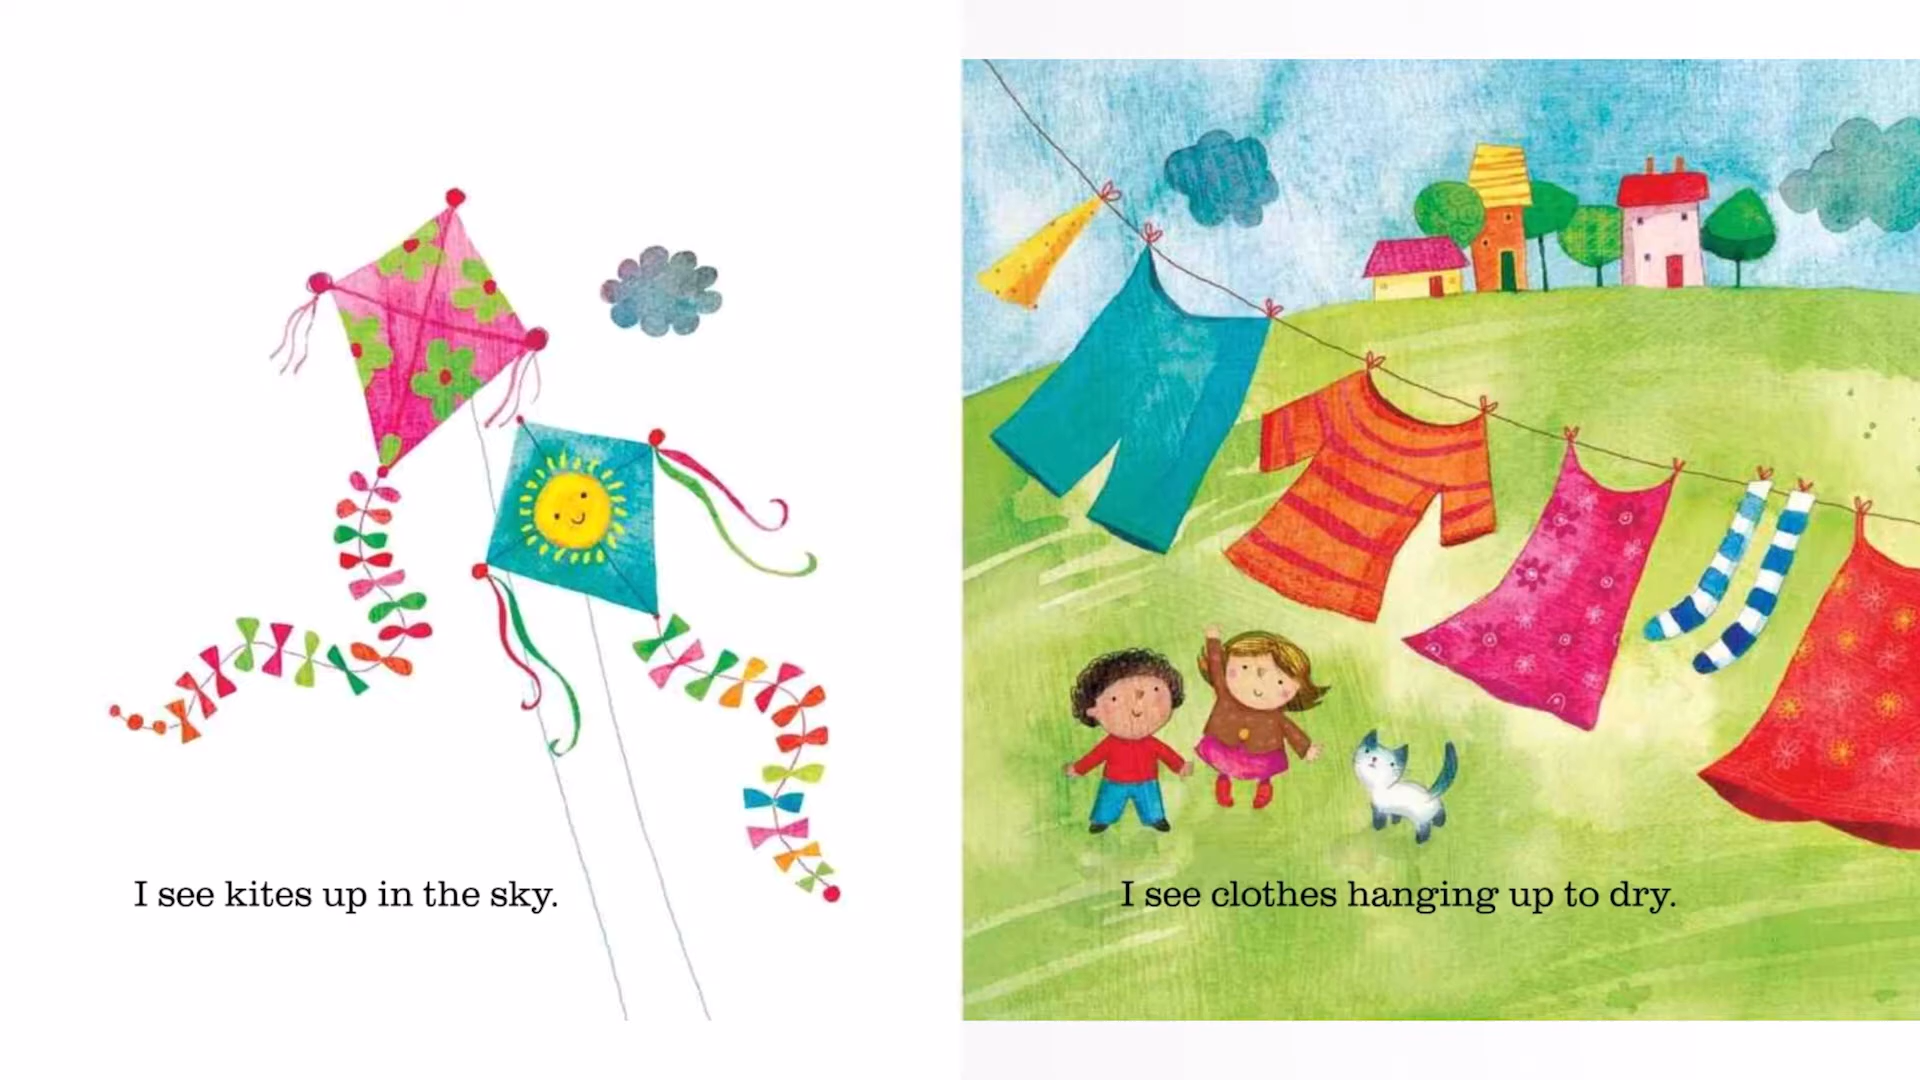 I see kites up in the sky.
I see clothes hanging up to dry.